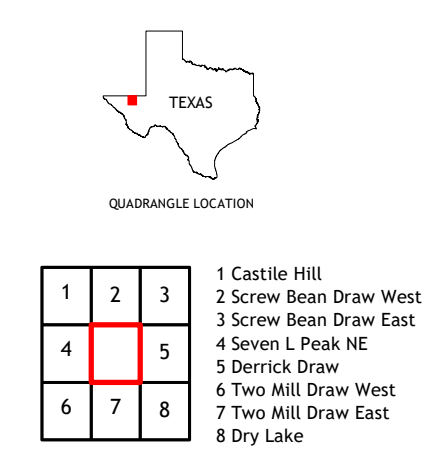 TEXAS
QUADRANGLE LOCATION
1 2 3
4 5
6 7 8
1 Castile Hill
2 Screw Bean Draw West
3 Screw Bean Draw East
4 Seven L Peak NE
5 Derrick Draw
6 Two Mill Draw West
7 Two Mill Draw East
8 Dry Lake